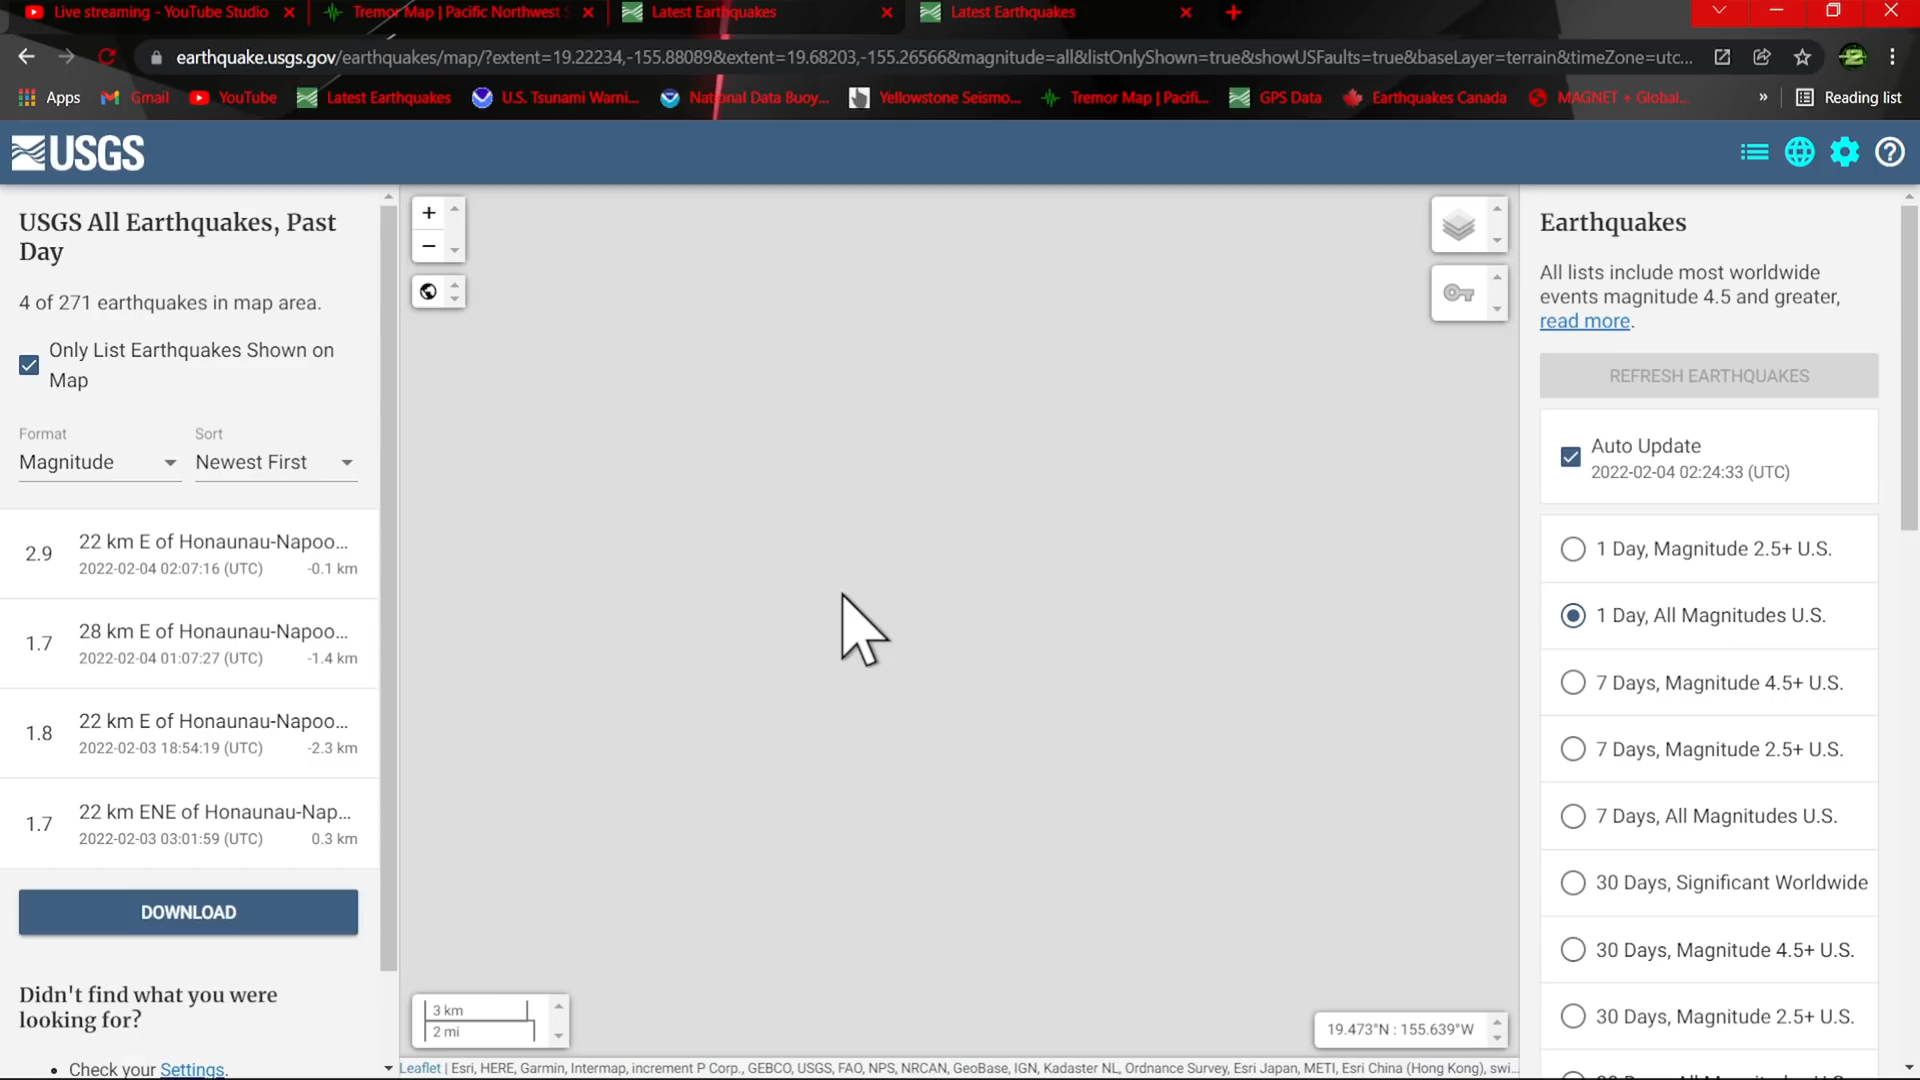 Live streaming - YouTube Studio
Tremor Map | Pacific Northwest S
Latest Earthquakes
Latest Earthquakes
earthquake.usgs.gov/earthquakes/map/?extent=19.22234,-155.88089&extent=19.68203,-155.26566&magnitude=all&listOnlyShown=true&showUSFaults=true&baseLayer=terrain&timeZone=utc...
Apps
Gmail
YouTube
Latest Earthquakes
U.S. Tsunami Warni...
National Data Buoy...
Yellowstone Seismo...
Tremor Map | Pacifi...
GPS Data
Earthquakes Canada
MAGNET + Global...
»
Reading list
USGS
USGS All Earthquakes, Past
Day
4 of 271 earthquakes in map area.
Only List Earthquakes Shown on
Map
Format
Sort
Magnitude
Newest First
2.9
22 km E of Honaunau-Napoo...
2022-02-04 02:07:16 (UTC)
-0.1 km
1.7
28 km E of Honaunau-Napoo...
2022-02-04 01:07:27 (UTC)
-1.4 km
1.8
22 km E of Honaunau-Napoo...
2022-02-03 18:54:19 (UTC)
-2.3 km
1.7
22 km ENE of Honaunau-Nap...
2022-02-03 03:01:59 (UTC)
0.3 km
DOWNLOAD
Didn't find what you were
looking for?
• Check your Settings.
+
−
3 km
2 mi
19.473°N : 155.639°W
Leaflet | Esri, HERE, Garmin, Intermap, increment P Corp., GEBCO, USGS, FAO, NPS, NRCAN, GeoBase, IGN, Kadaster NL, Ordnance Survey, Esri Japan, METI, Esri China (Hong Kong), swi...
Earthquakes
All lists include most worldwide
events magnitude 4.5 and greater,
read more.
REFRESH EARTHQUAKES
Auto Update
2022-02-04 02:24:33 (UTC)
1 Day, Magnitude 2.5+ U.S.
1 Day, All Magnitudes U.S.
7 Days, Magnitude 4.5+ U.S.
7 Days, Magnitude 2.5+ U.S.
7 Days, All Magnitudes U.S.
30 Days, Significant Worldwide
30 Days, Magnitude 4.5+ U.S.
30 Days, Magnitude 2.5+ U.S.